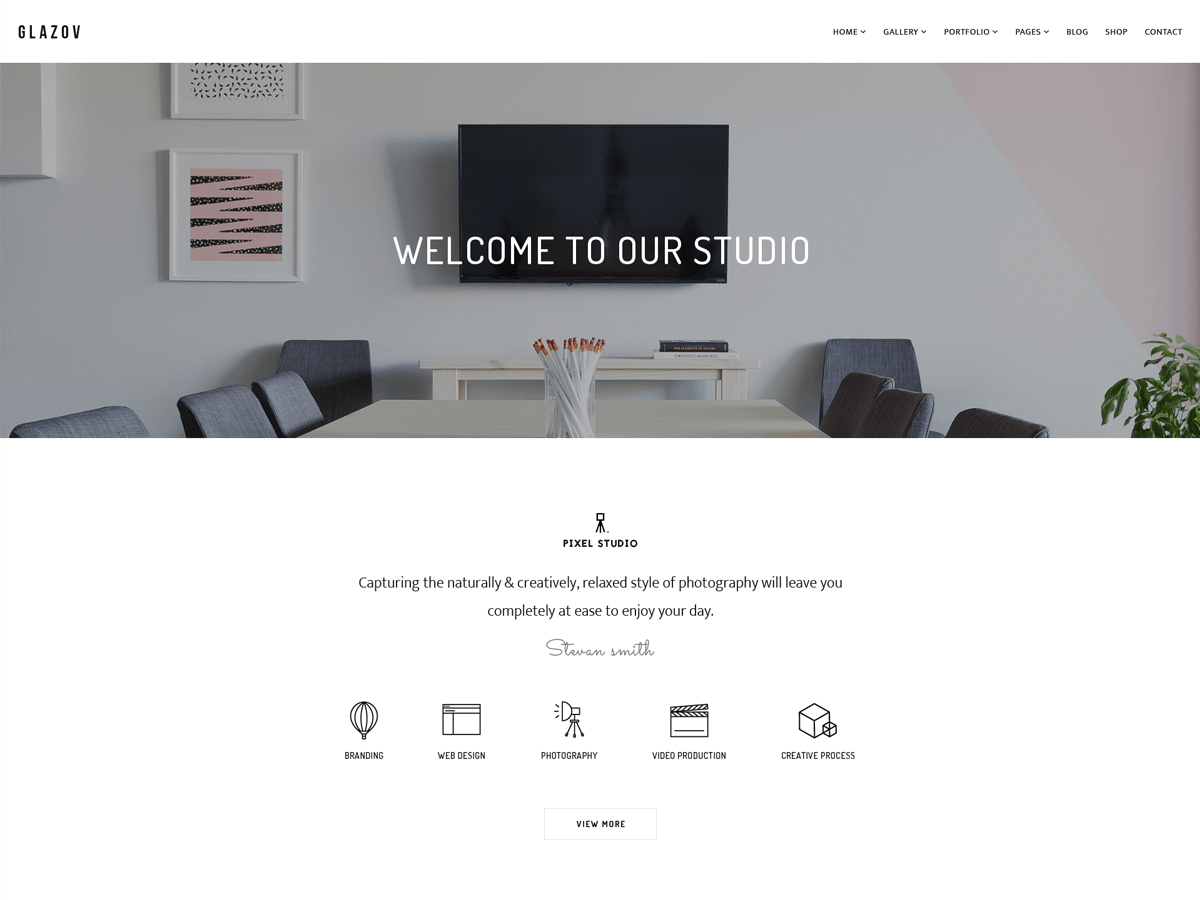 GLAZOV
HOME GALLERY PORTFOLIO PAGES BLOG SHOP CONTACT
WELCOME TO OUR STUDIO
PIXEL STUDIO
Capturing the naturally & creatively, relaxed style of photography will leave you
completely at ease to enjoy your day.
Stevan smith
BRANDING WEB DESIGN PHOTOGRAPHY VIDEO PRODUCTION CREATIVE PROCESS
VIEW MORE